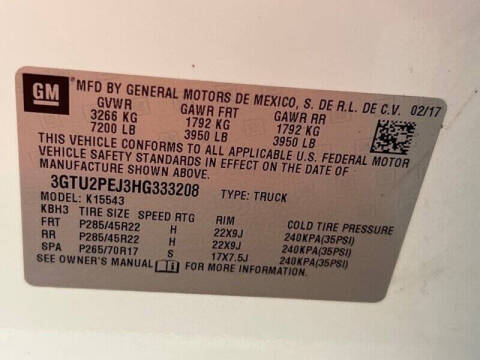 GM
MFD BY GENERAL MOTORS DE MEXICO, S. DE R.L. DE C.V. 02/17
GVWR GAWR FRT GAWR RR
3266 KG 1792 KG 1792 KG
7200 LB 3950 LB 3950 LB
THIS VEHICLE CONFORMS TO ALL APPLICABLE U.S. FEDERAL MOTOR
VEHICLE SAFETY STANDARDS IN EFFECT ON THE DATE OF
MANUFACTURE SHOWN ABOVE.
3GTU2PEJ3HG333208 TYPE: TRUCK
MODEL: K15543
KBH3 TIRE SIZE SPEED RTG RIM COLD TIRE PRESSURE
FRT P285/45R22 H 22X9J 240KPA(35PSI)
RR P285/45R22 H 22X9J 240KPA(35PSI)
SPA P265/70R17 S 17X7.5J 240KPA(35PSI)
SEE OWNER'S MANUAL FOR MORE INFORMATION.